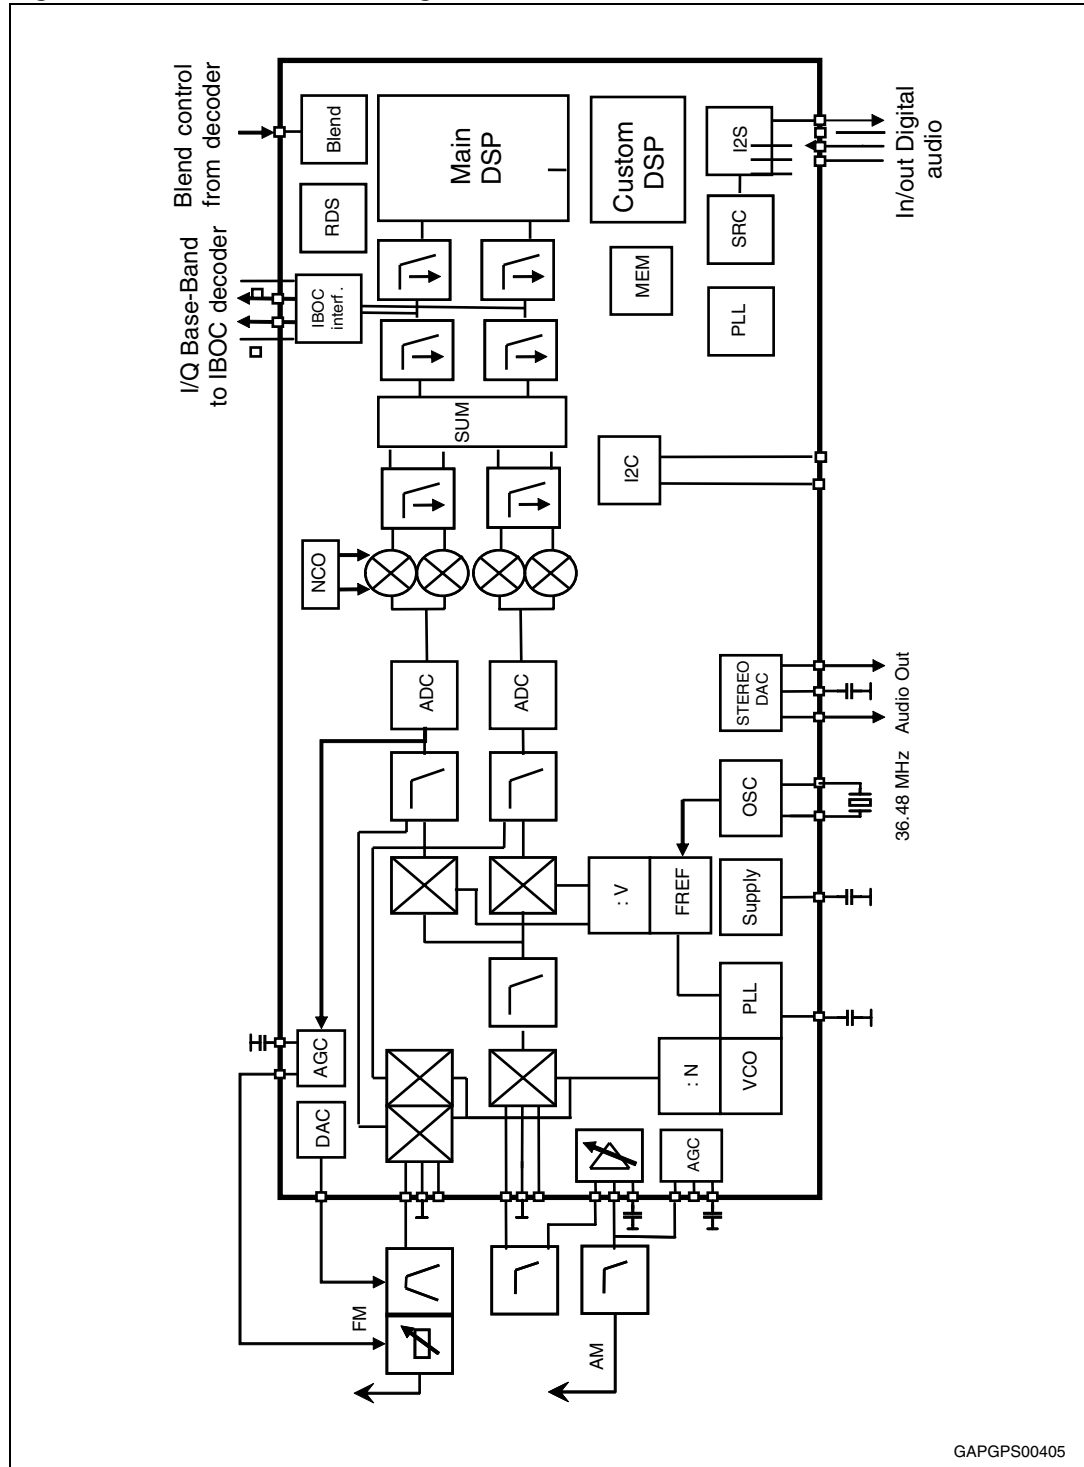 Blend control
from decoder
I/Q Base-Band
to IBOC decoder
Blend
RDS
IBOC
interf .
Main
DSP
Custom
DSP
I2S
SRC
MEM
PLL
In/out Digital
audio
SUM
I2C
NCO
ADC
ADC
STEREO
DAC
Audio Out
OSC
36.48 MHz
: V
FREF
Supply
PLL
: N
VCO
AGC
DAC
AGC
FM
AM
GAPGPS00405